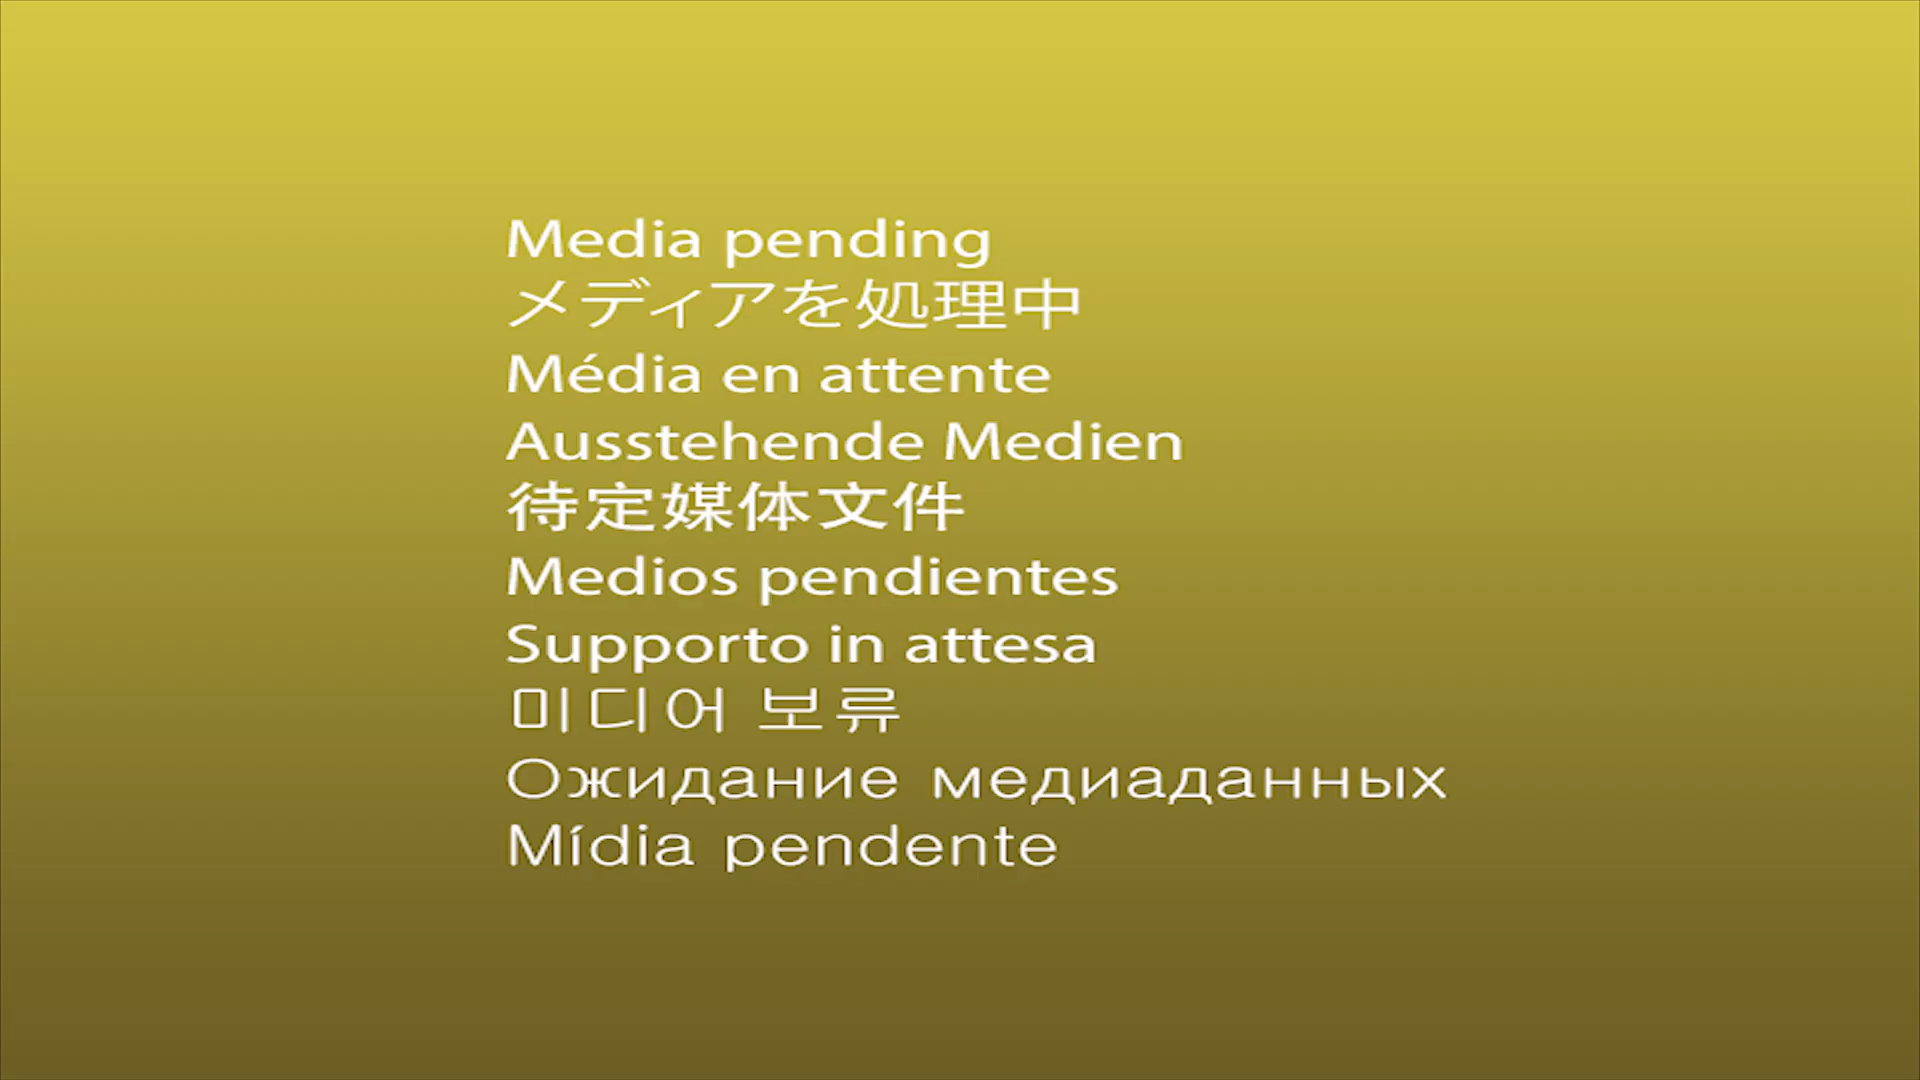 Media pending
メディアを処理中
Média en attente
Ausstehende Medien
待定媒体文件
Medios pendientes
Supporto in attesa
미디어 보류
Ожидание медиаданных
Mídia pendente